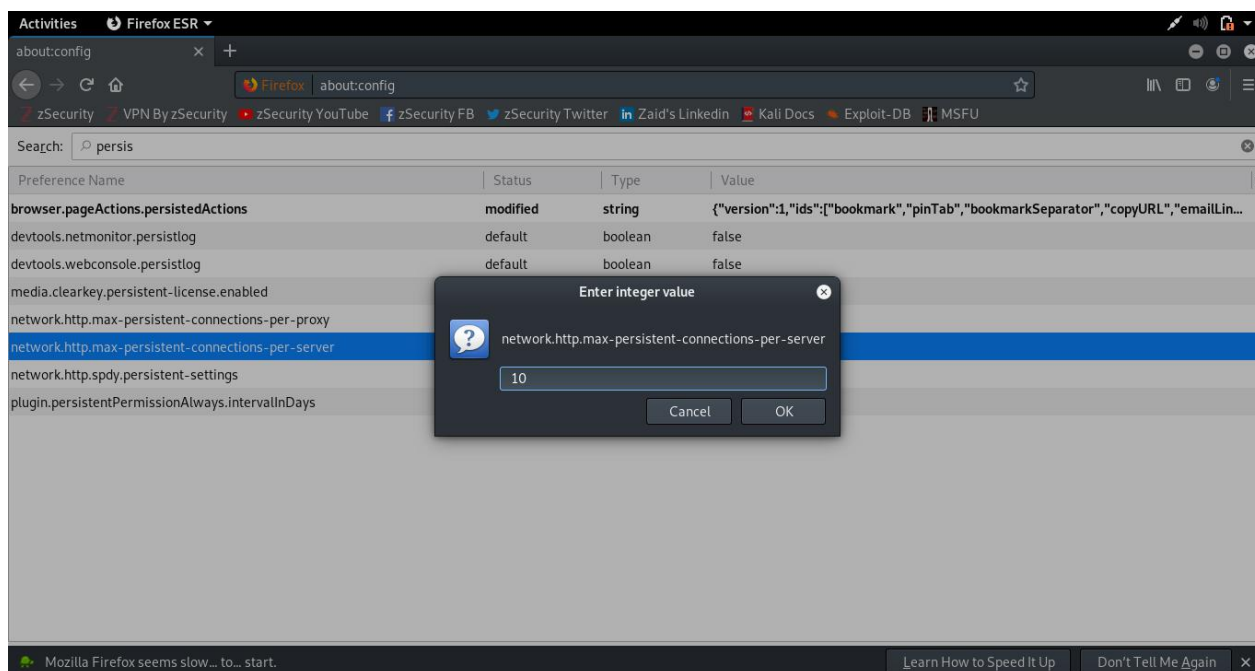 Activities Firefox ESR
about:config
Firefox about:config
zSecurity VPN By zSecurity zSecurity YouTube zSecurity FB zSecurity Twitter Zaid's Linkedin Kali Docs Exploit-DB MSFU
Search: persis
Preference Name Status Type Value
browser.pageActions.persistedActions modified string {"version":1,"ids":["bookmark","pinTab","bookmarkSeparator","copyURL","emailLin...
devtools.netmonitor.persistlog default boolean false
devtools.webconsole.persistlog default boolean false
media.clearkey.persistent-license.enabled
network.http.max-persistent-connections-per-proxy
network.http.max-persistent-connections-per-server
network.http.spdy.persistent-settings
plugin.persistentPermissionAlways.intervalInDays
Enter integer value
network.http.max-persistent-connections-per-server
10
Cancel OK
Mozilla Firefox seems slow... to... start. Learn How to Speed It Up Don't Tell Me Again